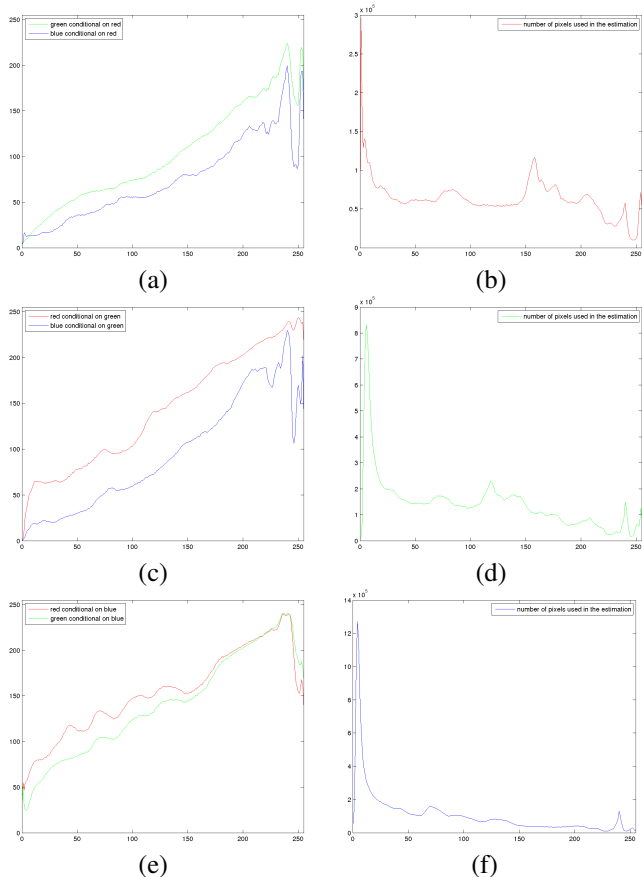 green conditional on red
blue conditional on red
250
200
150
100
50
0
0 50 100 150 200 250
(a)
x 10^5
number of pixels used in the estimation
3
2.5
2
1.5
1
0.5
0
0 50 100 150 200 250
(b)
red conditional on green
blue conditional on green
250
200
150
100
50
0
0 50 100 150 200 250
(c)
x 10^5
number of pixels used in the estimation
9
8
7
6
5
4
3
2
1
0
0 50 100 150 200 250
(d)
red conditional on blue
green conditional on blue
250
200
150
100
50
0
0 50 100 150 200 250
(e)
x 10^5
number of pixels used in the estimation
14
12
10
8
6
4
2
0
0 50 100 150 200 250
(f)